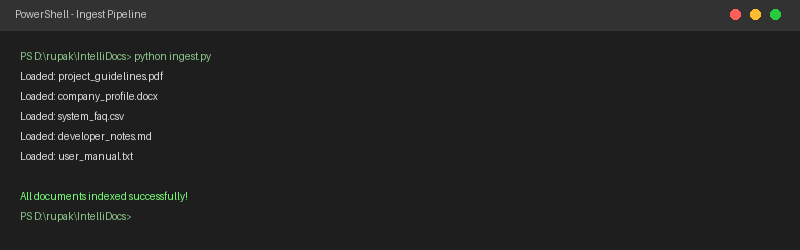 PowerShell - Ingest Pipeline
PS D:\rupak\IntelliDocs> python ingest.py
Loaded: project_guidelines.pdf
Loaded: company_profile.docx
Loaded: system_faq.csv
Loaded: developer_notes.md
Loaded: user_manual.txt
All documents indexed successfully!
PS D:\rupak\IntelliDocs>